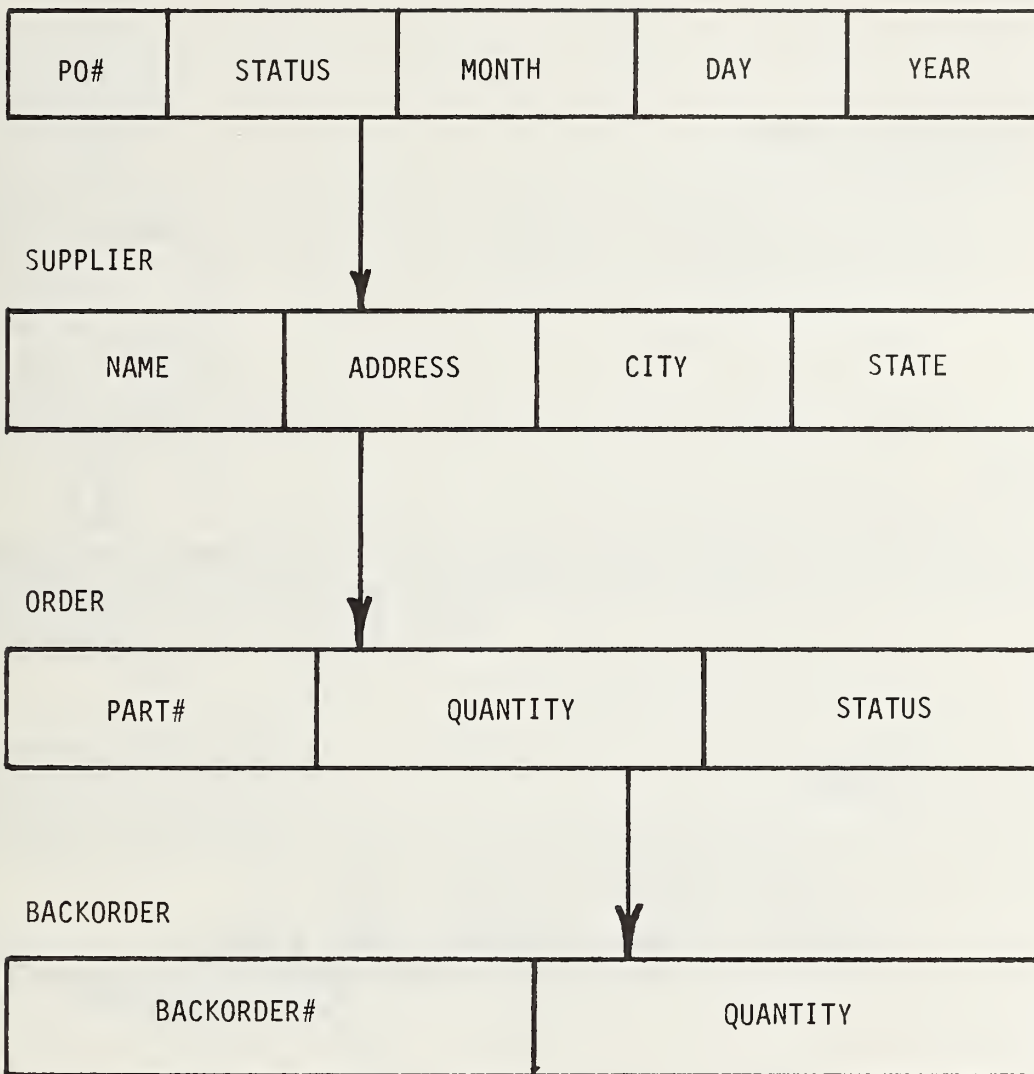 PO# STATUS MONTH DAY YEAR
SUPPLIER
NAME ADDRESS CITY STATE
ORDER
PART# QUANTITY STATUS
BACKORDER
BACKORDER# QUANTITY